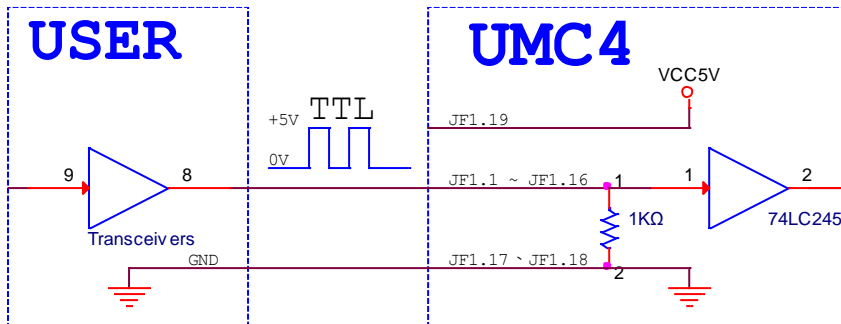 USER
UMC4
VCC5V
TTL
+5V
JF1.19
0V
9
8
JF1.1 ~ JF1.16
1
1
2
1KΩ
Transceivers
74LC245
GND
JF1.17、JF1.18
2